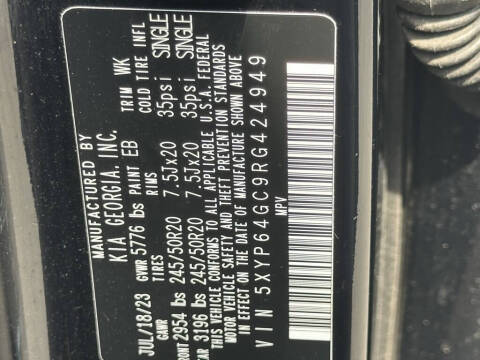 MANUFACTURED BY
KIA GEORGIA, INC.
JUL/18/23 GVWR 5776 lbs PAINT EB TRIM WK
GAWR TIRES RIMS COLD TIRE INFL
2954 lbs 245/50R20 7.5Jx20 35psi SINGLE
3196 lbs 245/50R20 7.5Jx20 35psi SINGLE
THIS VEHICLE CONFORMS TO ALL APPLICABLE U.S.A. FEDERAL
MOTOR VEHICLE SAFETY AND THEFT PREVENTION STANDARDS
IN EFFECT ON THE DATE OF MANUFACTURE SHOWN ABOVE
VIN 5XYP64GC9RG424949
MPV